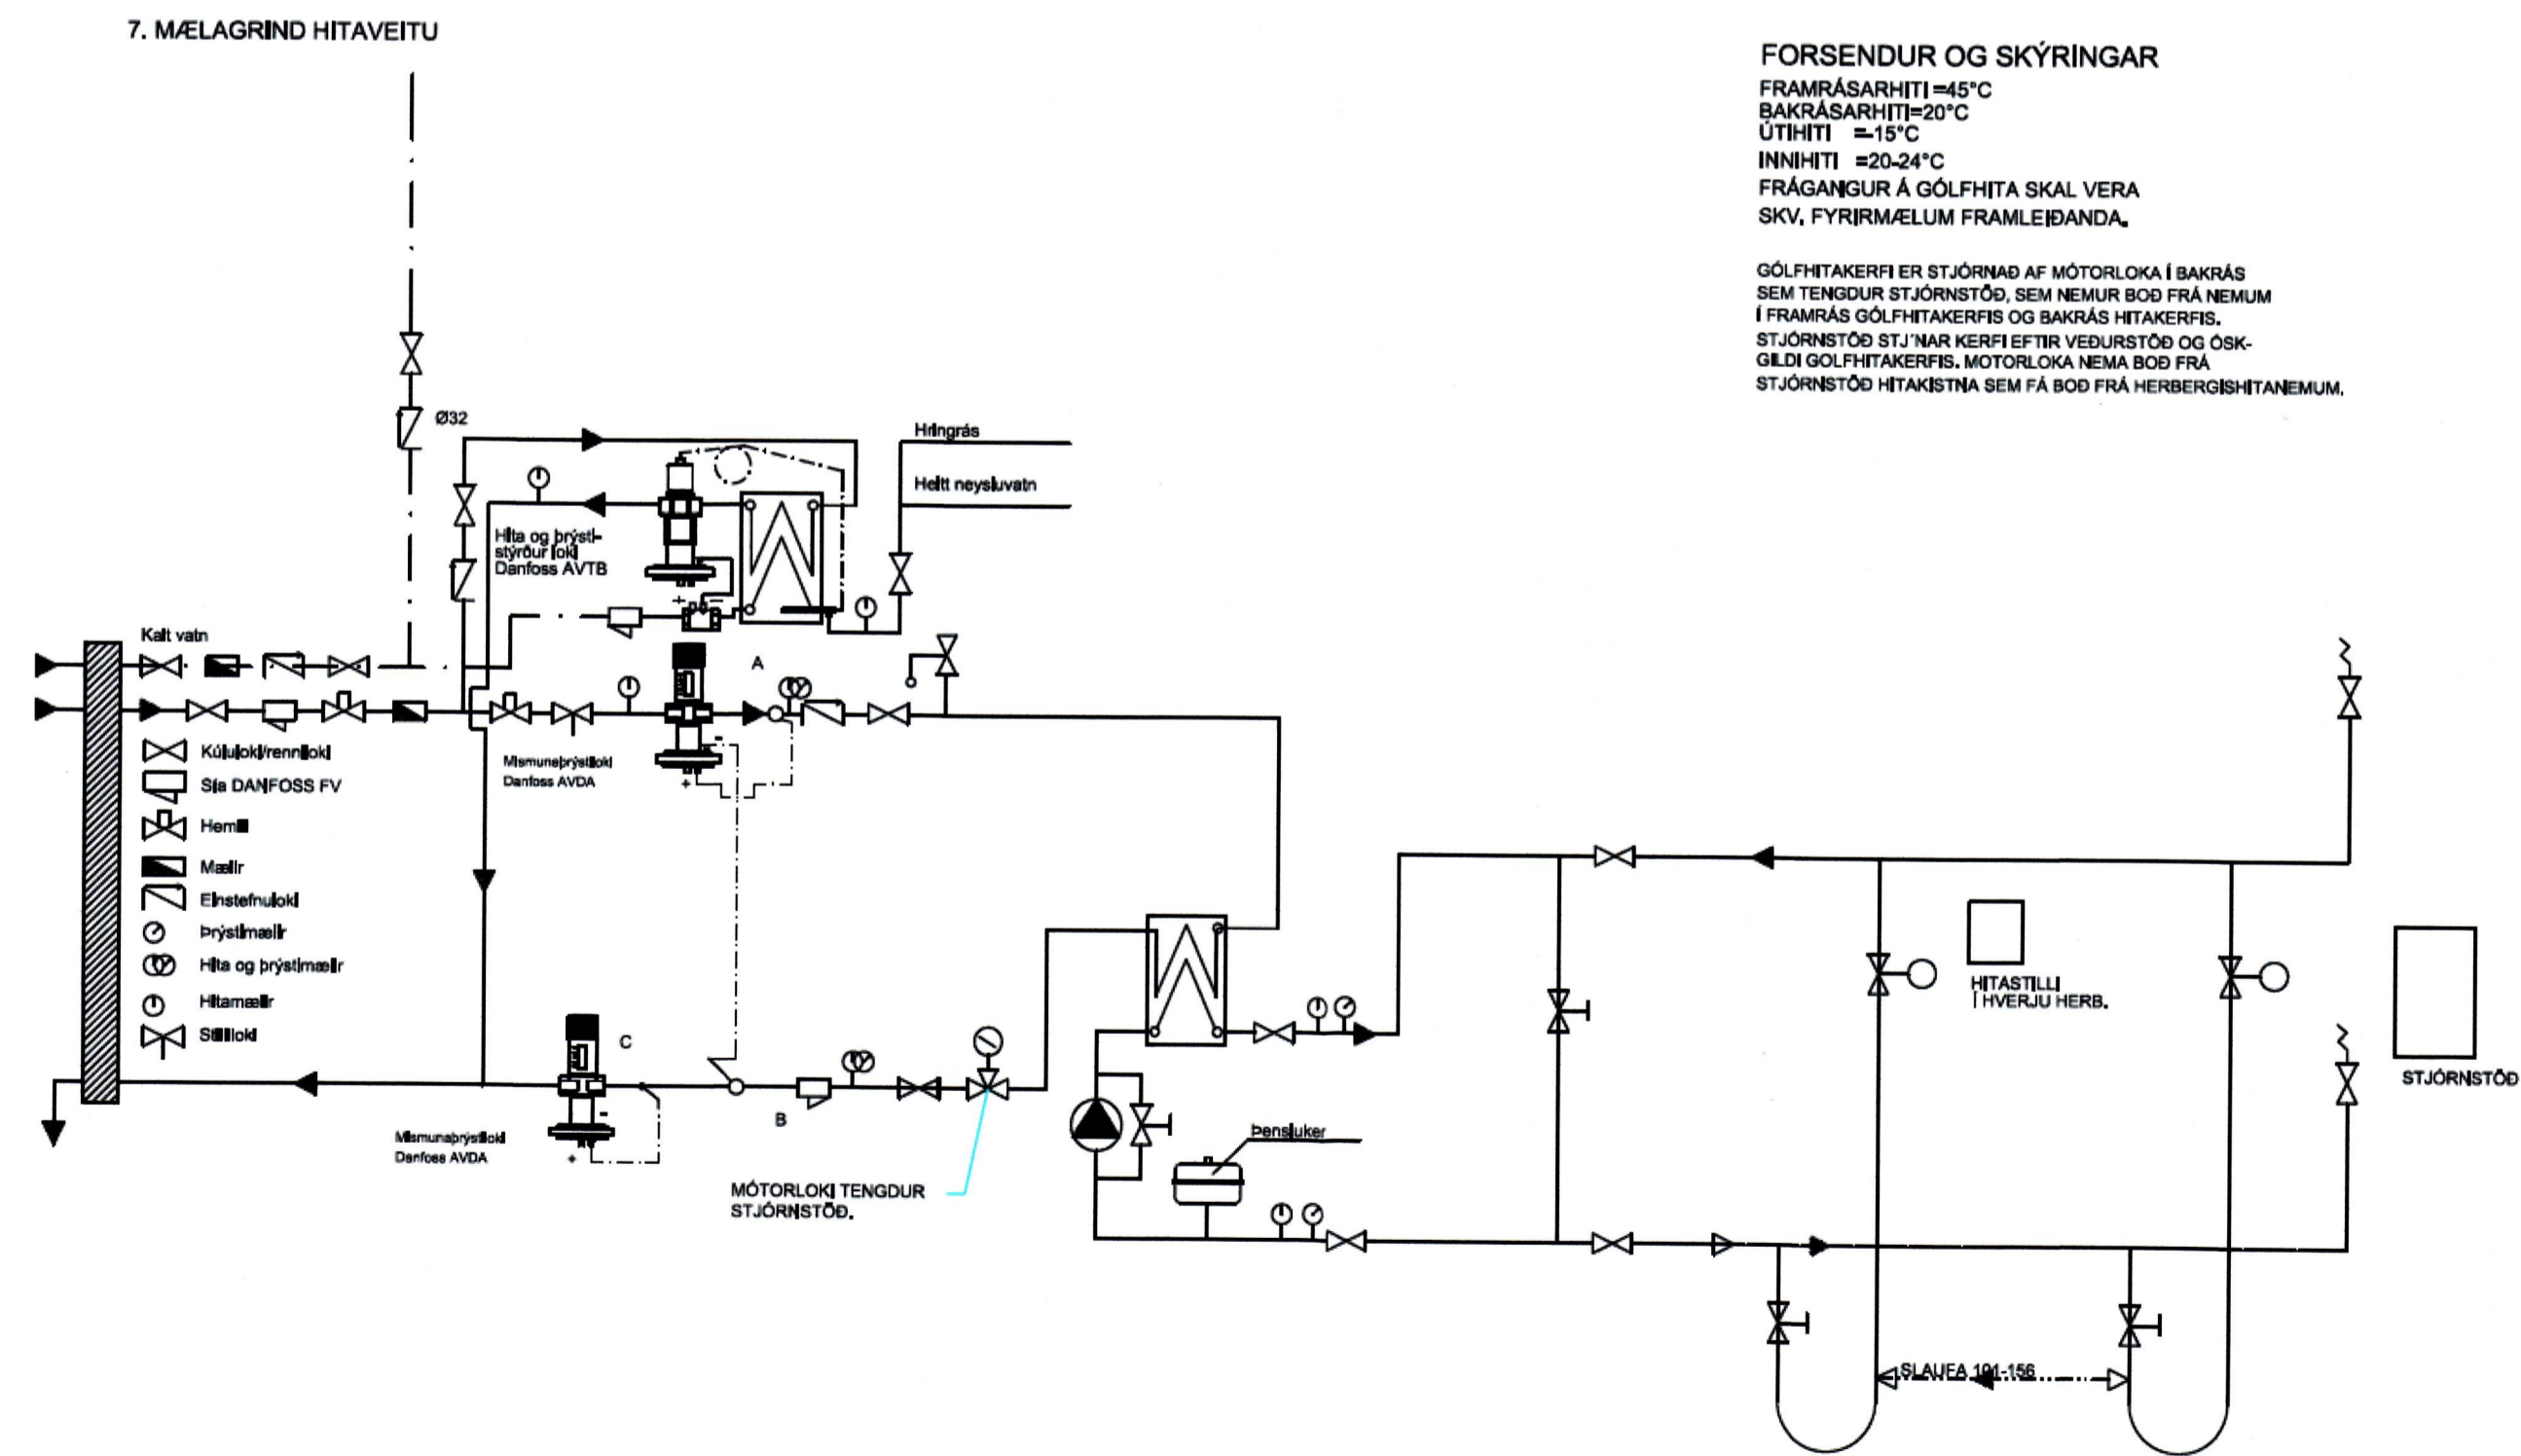 7. MÆLAGRIND HITAVEITU
FORSENDUR OG SKÝRINGAR
FRAMRÁSARHITI =45°C
BAKRÁSARHITI=20°C
ÚTIHITI =-15°C
INNIHITI =20-24°C
FRÁGANGUR Á GÓLFHITA SKAL VERA
SKV. FYRIRMÆLUM FRAMLEIÐANDA.
GÓLFHITAKERFI ER STJÓRNAÐ AF MÓTORLOKA Í BAKRÁS
SEM TENGDUR STJÓRNSTÖÐ, SEM NEMUR BOÐ FRÁ NEMUM
Í FRAMRÁS GÓLFHITAKERFIS OG BAKRÁS HITAKERFIS.
STJÓRNSTÖÐ STJ´NAR KERFI EFTIR VEÐURSTÖÐ OG ÓSK-
GILDI GOLFHITAKERFIS. MOTORLOKA NEMA BOÐ FRÁ
STJÓRNSTÖÐ HITAKISTNA SEM FÁ BOÐ FRÁ HERBERGISHITANEMUM.
Ø32
Hringrás
Heitt neysluvatn
Hita og þrýsti-
stýrður loki
Danfoss AVTB
+ -
Kalt vatn
A
Mismunaþrýstiloki
Danfoss AVDA
-
+
Kúluloki/renniloki
Sía DANFOSS FV
Hemill
Mælir
Einstefnuloki
Þrýstimælir
Hita og þrýstimælir
Hitamælir
Stilliloki
C
-
+
B
Mismunaþrýstiloki
Danfoss AVDA
MÓTORLOKI TENGDUR
STJÓRNSTÖÐ.
Þensluker
HITASTILLI
Í HVERJU HERB.
STJÓRNSTÖÐ
SLAUFA 101-156